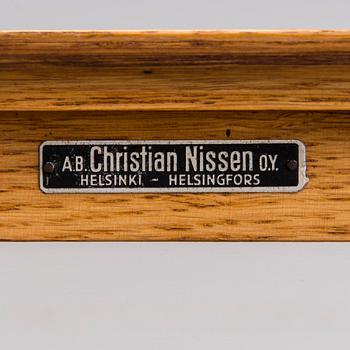 A.B. Christian Nissen O.Y.
HELSINKI ~ HELSINGFORS